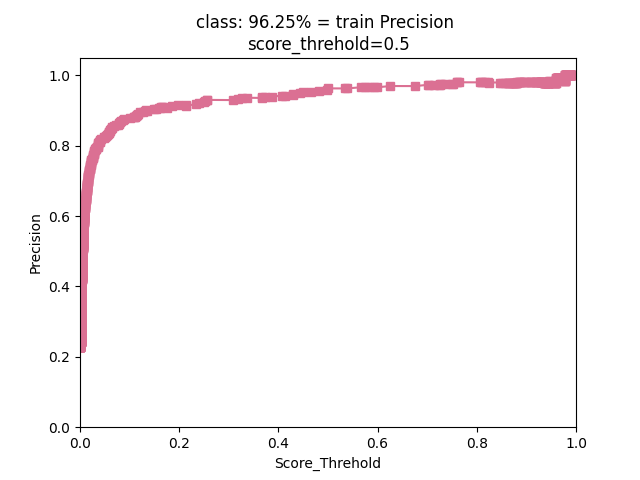 class: 96.25% = train Precision
score_threhold=0.5
1.0
0.8
0.6
0.4
0.2
0.0
Precision
0.0 0.2 0.4 0.6 0.8 1.0
Score_Threhold